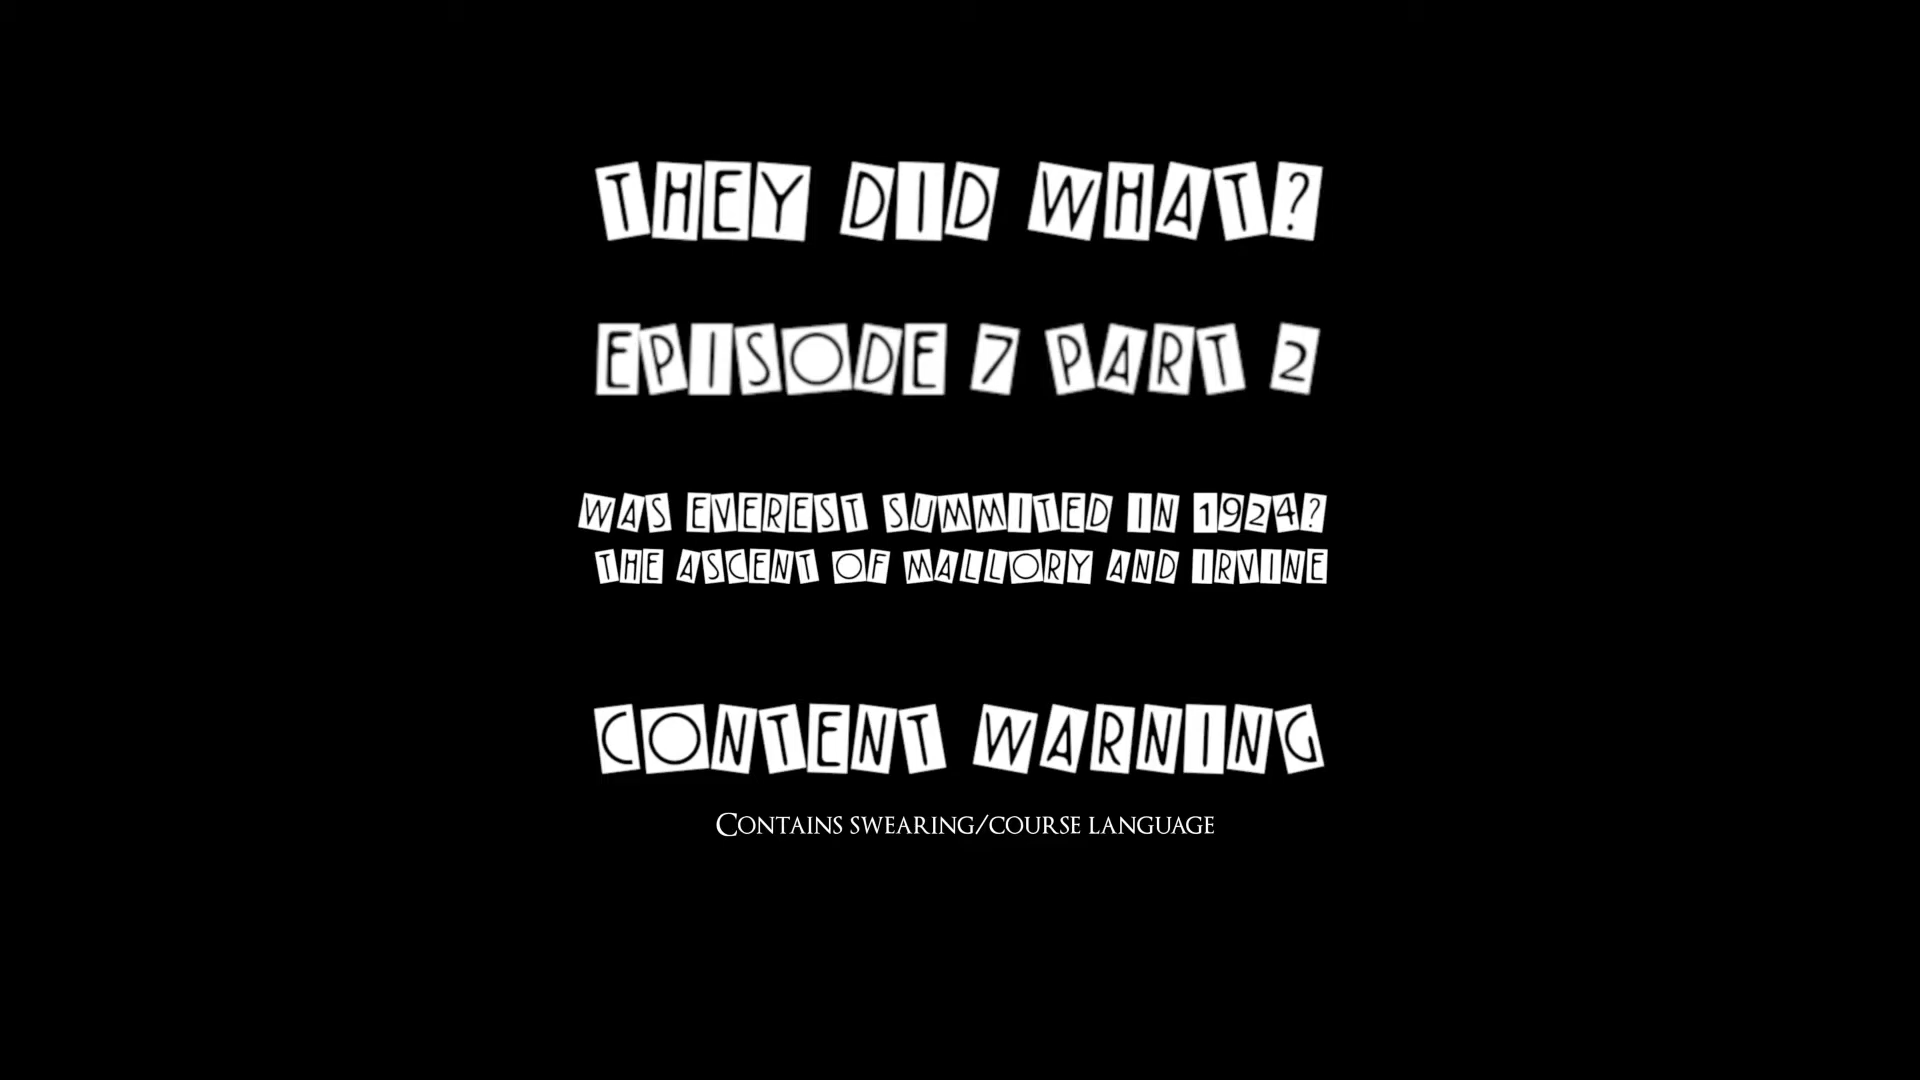 THEY DID WHAT?
EPISODE 7 PART 2
WAS EVEREST SUMMITED IN 1924?
THE ASCENT OF MALLORY AND IRVINE
CONTENT WARNING
Contains swearing/course language